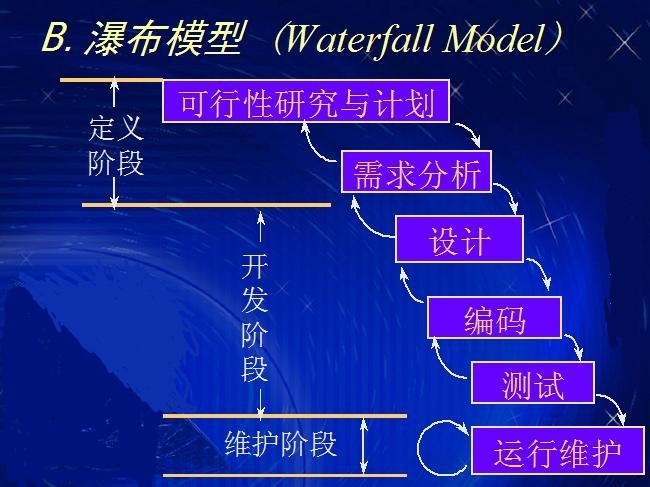 B. 瀑布模型 (Waterfall Model)
可行性研究与计划
定义
阶段
需求分析
设计
开
发
阶
段
编码
测试
维护阶段
运行维护